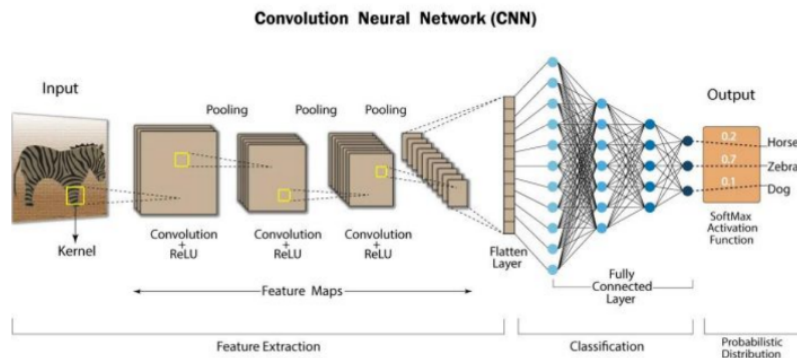 Convolution Neural Network (CNN)
Input
Pooling
Pooling
Pooling
Output
0.2
Horse
0.7
Zebra
0.1
Dog
SoftMax
Activation
Function
Kernel
Convolution
+
ReLU
Convolution
+
ReLU
Convolution
+
ReLU
Flatten
Layer
Fully
Connected
Layer
Feature Maps
Feature Extraction
Classification
Probabilistic
Distribution